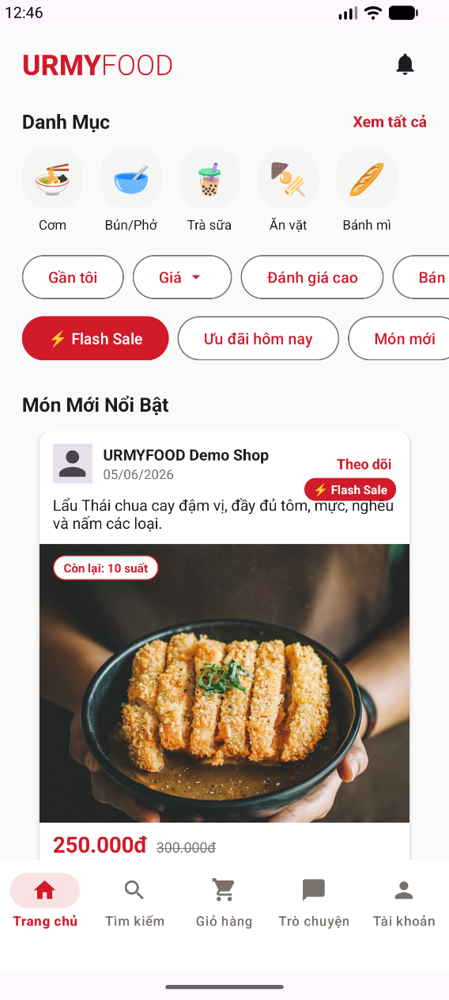 12:46
URMYFOOD
Danh Mục
Xem tất cả
Cơm
Bún/Phở
Trà sữa
Ăn vặt
Bánh mì
Gần tôi
Giá
Đánh giá cao
Bán
⚡ Flash Sale
Ưu đãi hôm nay
Món mới
Món Mới Nổi Bật
URMYFOOD Demo Shop
05/06/2026
Theo dõi
⚡ Flash Sale
Lẩu Thái chua cay đậm vị, đầy đủ tôm, mực, nghêu
và nấm các loại.
Còn lại: 10 suất
250.000đ
300.000đ
Trang chủ
Tìm kiếm
Giỏ hàng
Trò chuyện
Tài khoản